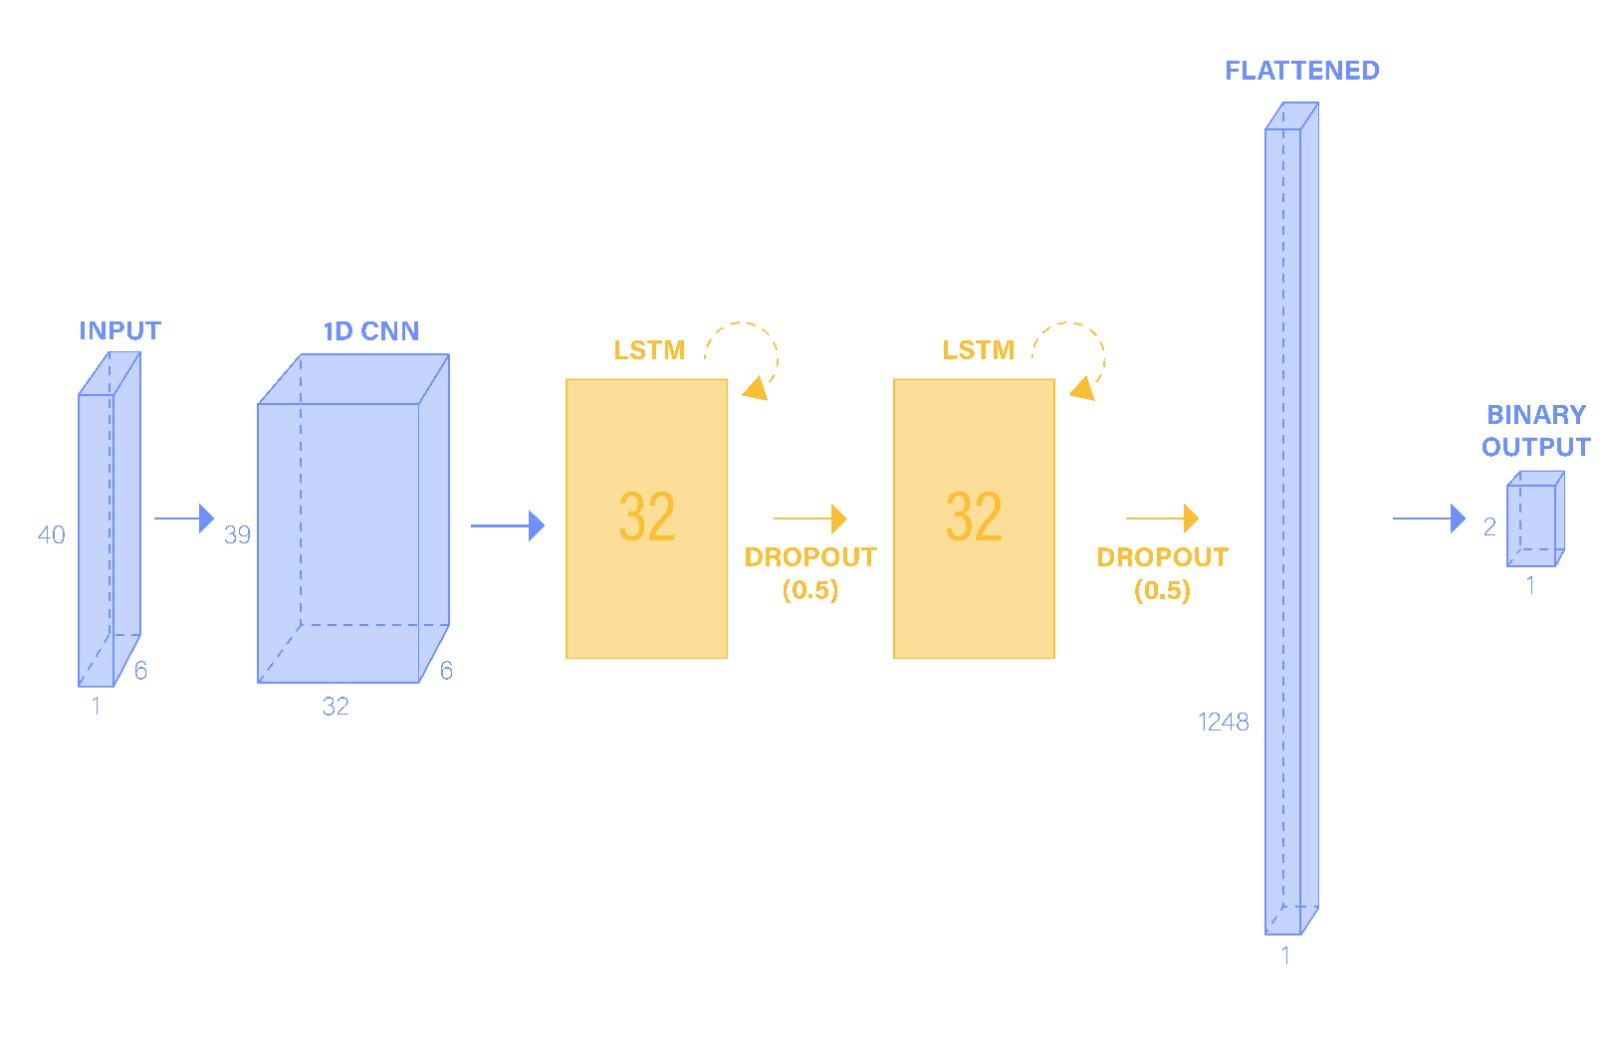 INPUT
40
1
6
1D CNN
39
32
6
LSTM
32
DROPOUT
(0.5)
LSTM
32
DROPOUT
(0.5)
FLATTENED
1248
1
BINARY
OUTPUT
2
1